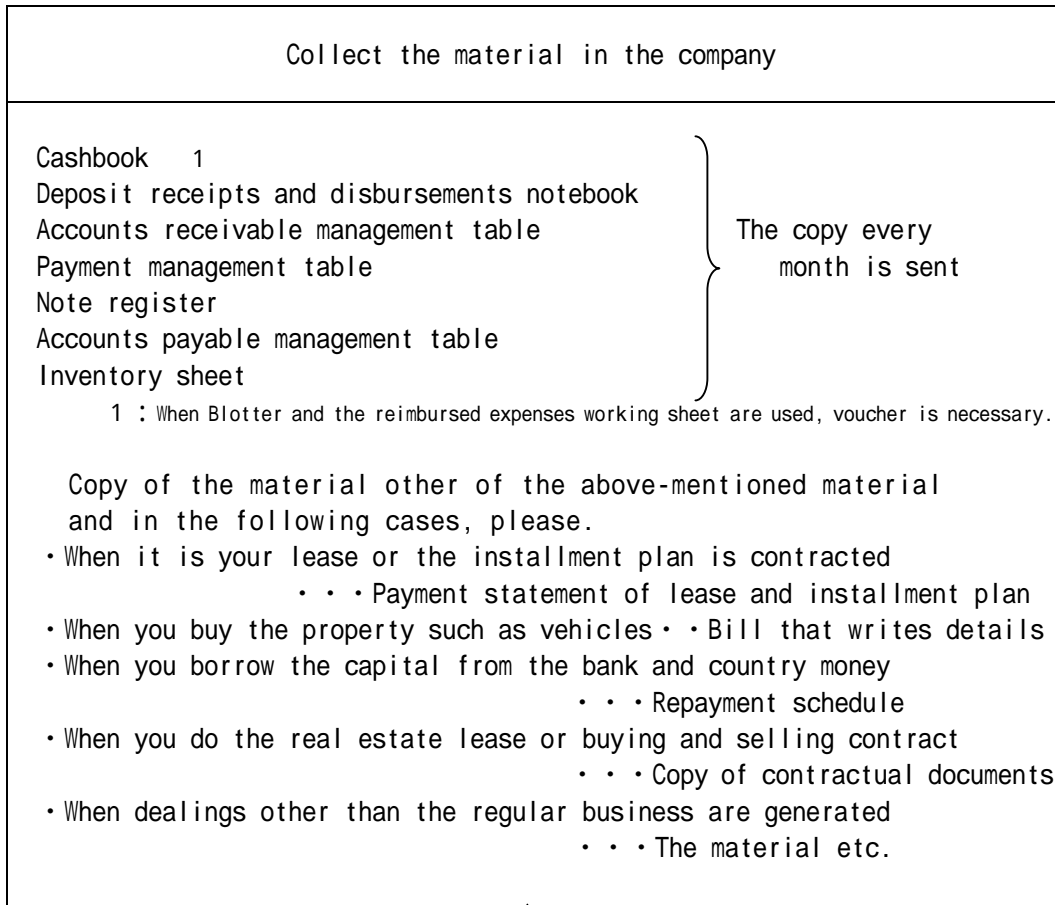 Collect the material in the company
Cashbook 1
Deposit receipts and disbursements notebook
Accounts receivable management table
Payment management table
Note register
Accounts payable management table
Inventory sheet
The copy every
month is sent
1 : When Blotter and the reimbursed expenses working sheet are used, voucher is necessary.
Copy of the material other of the above-mentioned material
and in the following cases, please.
・When it is your lease or the installment plan is contracted
・・・Payment statement of lease and installment plan
・When you buy the property such as vehicles・・Bill that writes details
・When you borrow the capital from the bank and country money
・・・Repayment schedule
・When you do the real estate lease or buying and selling contract
・・・Copy of contractual documents
・When dealings other than the regular business are generated
・・・The material etc.